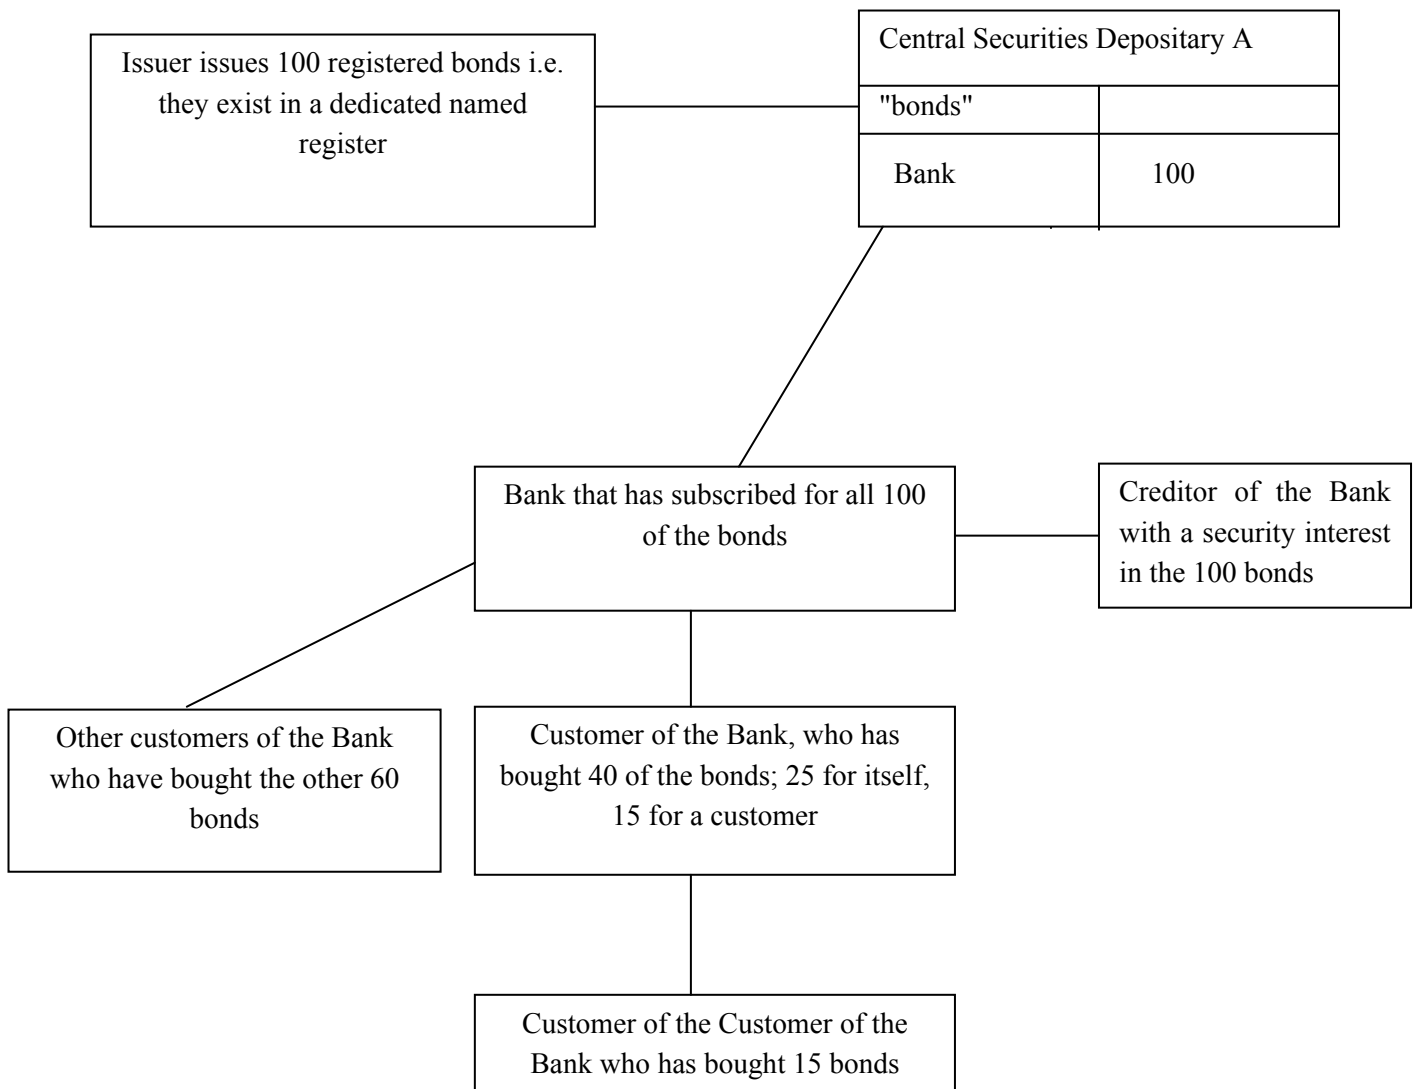 Issuer issues 100 registered bonds i.e.
they exist in a dedicated named
register
Central Securities Depositary A
"bonds"
Bank 100
Bank that has subscribed for all 100
of the bonds
Creditor of the Bank
with a security interest
in the 100 bonds
Other customers of the Bank
who have bought the other 60
bonds
Customer of the Bank, who has
bought 40 of the bonds; 25 for itself,
15 for a customer
Customer of the Customer of the
Bank who has bought 15 bonds